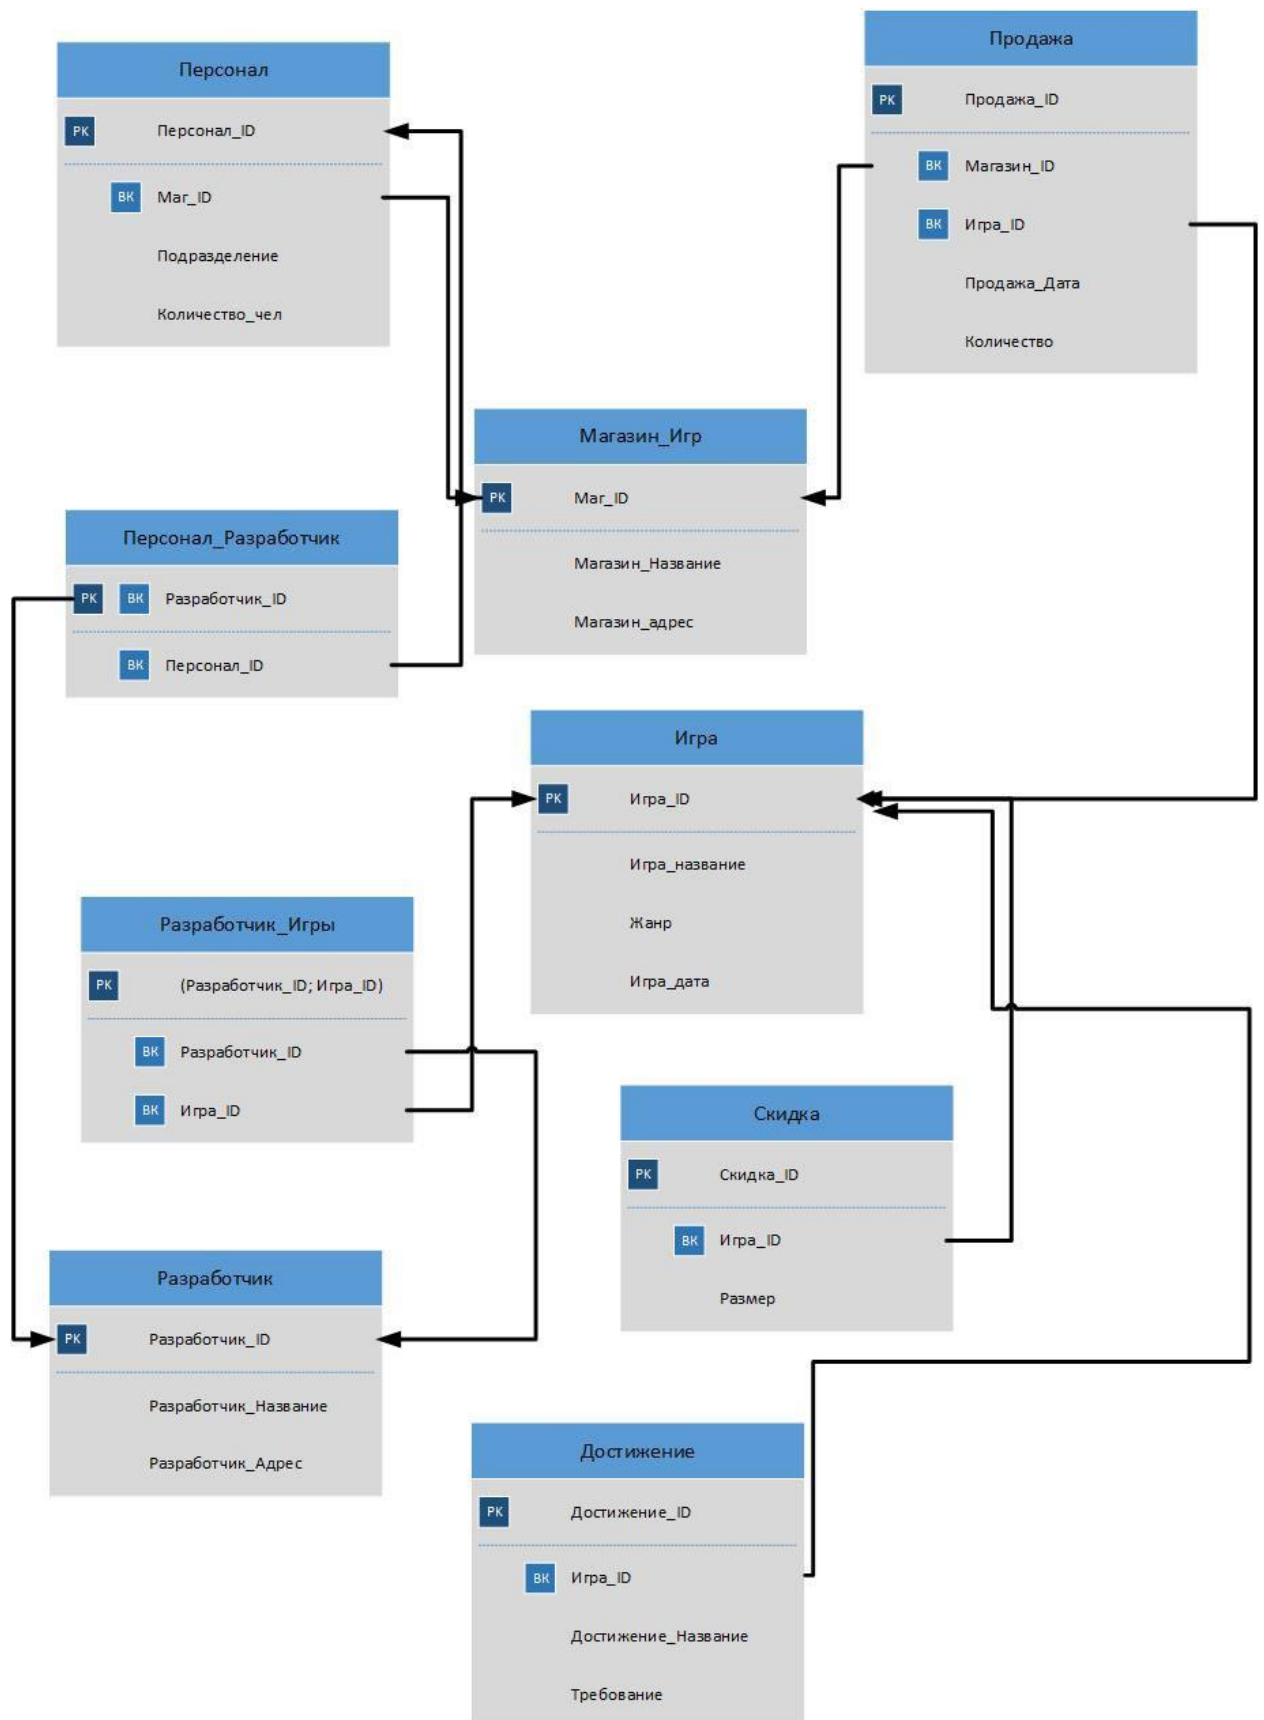 Персонал
PK Персонал_ID
ВК Маг_ID
Подразделение
Количество_чел
Продажа
PK Продажа_ID
ВК Магазин_ID
ВК Игра_ID
Продажа_Дата
Количество
Магазин_Игр
PK Маг_ID
Магазин_Название
Магазин_адрес
Персонал_Разработчик
PK ВК Разработчик_ID
ВК Персонал_ID
Игра
PK Игра_ID
Игра_название
Жанр
Игра_дата
Разработчик_Игры
PK (Разработчик_ID; Игра_ID)
ВК Разработчик_ID
ВК Игра_ID
Скидка
PK Скидка_ID
ВК Игра_ID
Размер
Разработчик
PK Разработчик_ID
Разработчик_Название
Разработчик_Адрес
Достижение
PK Достижение_ID
ВК Игра_ID
Достижение_Название
Требование